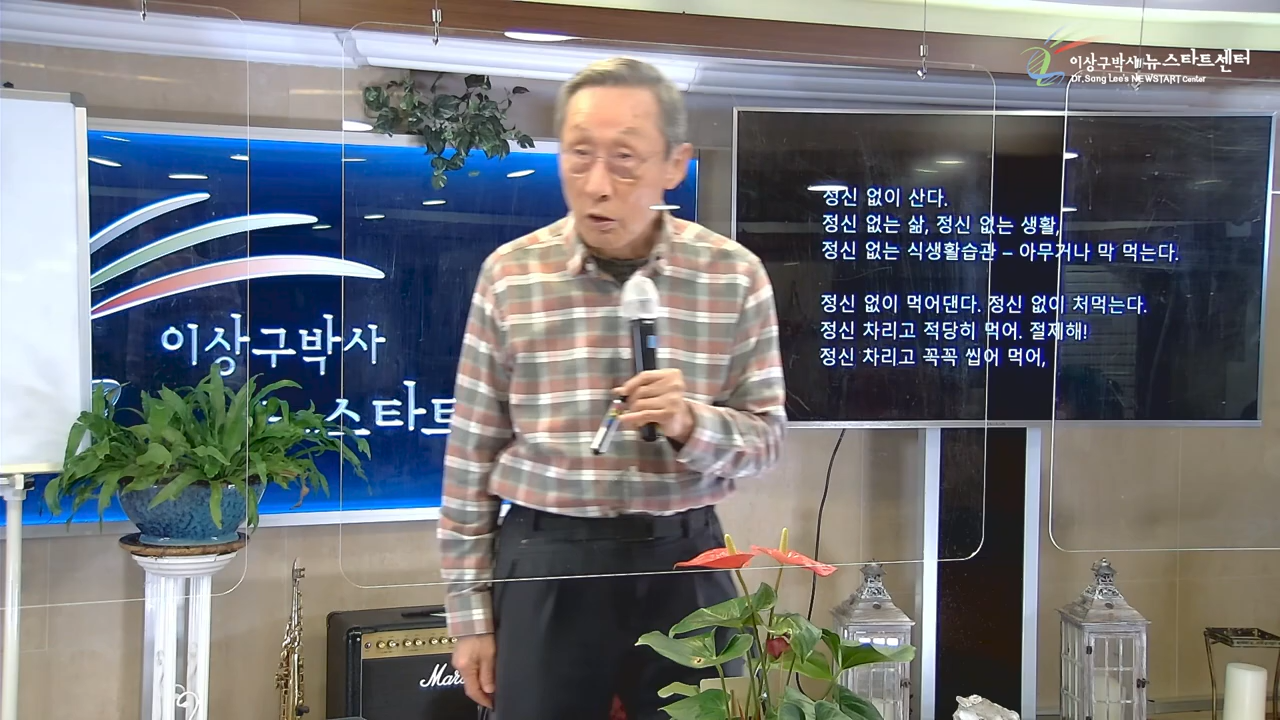 이상구박사 뉴스타트센터
Dr. Sang Lee's NEWSTART Center
정신 없이 산다.
정신 없는 삶, 정신 없는 생활,
정신 없는 식생활습관 – 아무거나 막 먹는다.
정신 없이 먹어댄다. 정신 없이 처먹는다.
정신 차리고 적당히 먹어. 절제해!
정신 차리고 꼭꼭 씹어 먹어,
이상구박사
스타트
Mar